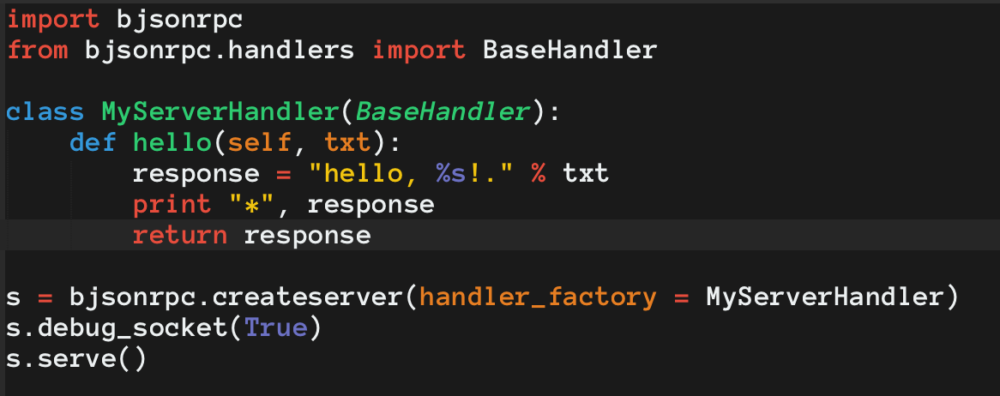 import bjsonrpc
from bjsonrpc.handlers import BaseHandler
class MyServerHandler(BaseHandler):
    def hello(self, txt):
        response = "hello, %s!." % txt
        print "*", response
        return response
s = bjsonrpc.createserver(handler_factory = MyServerHandler)
s.debug_socket(True)
s.serve()